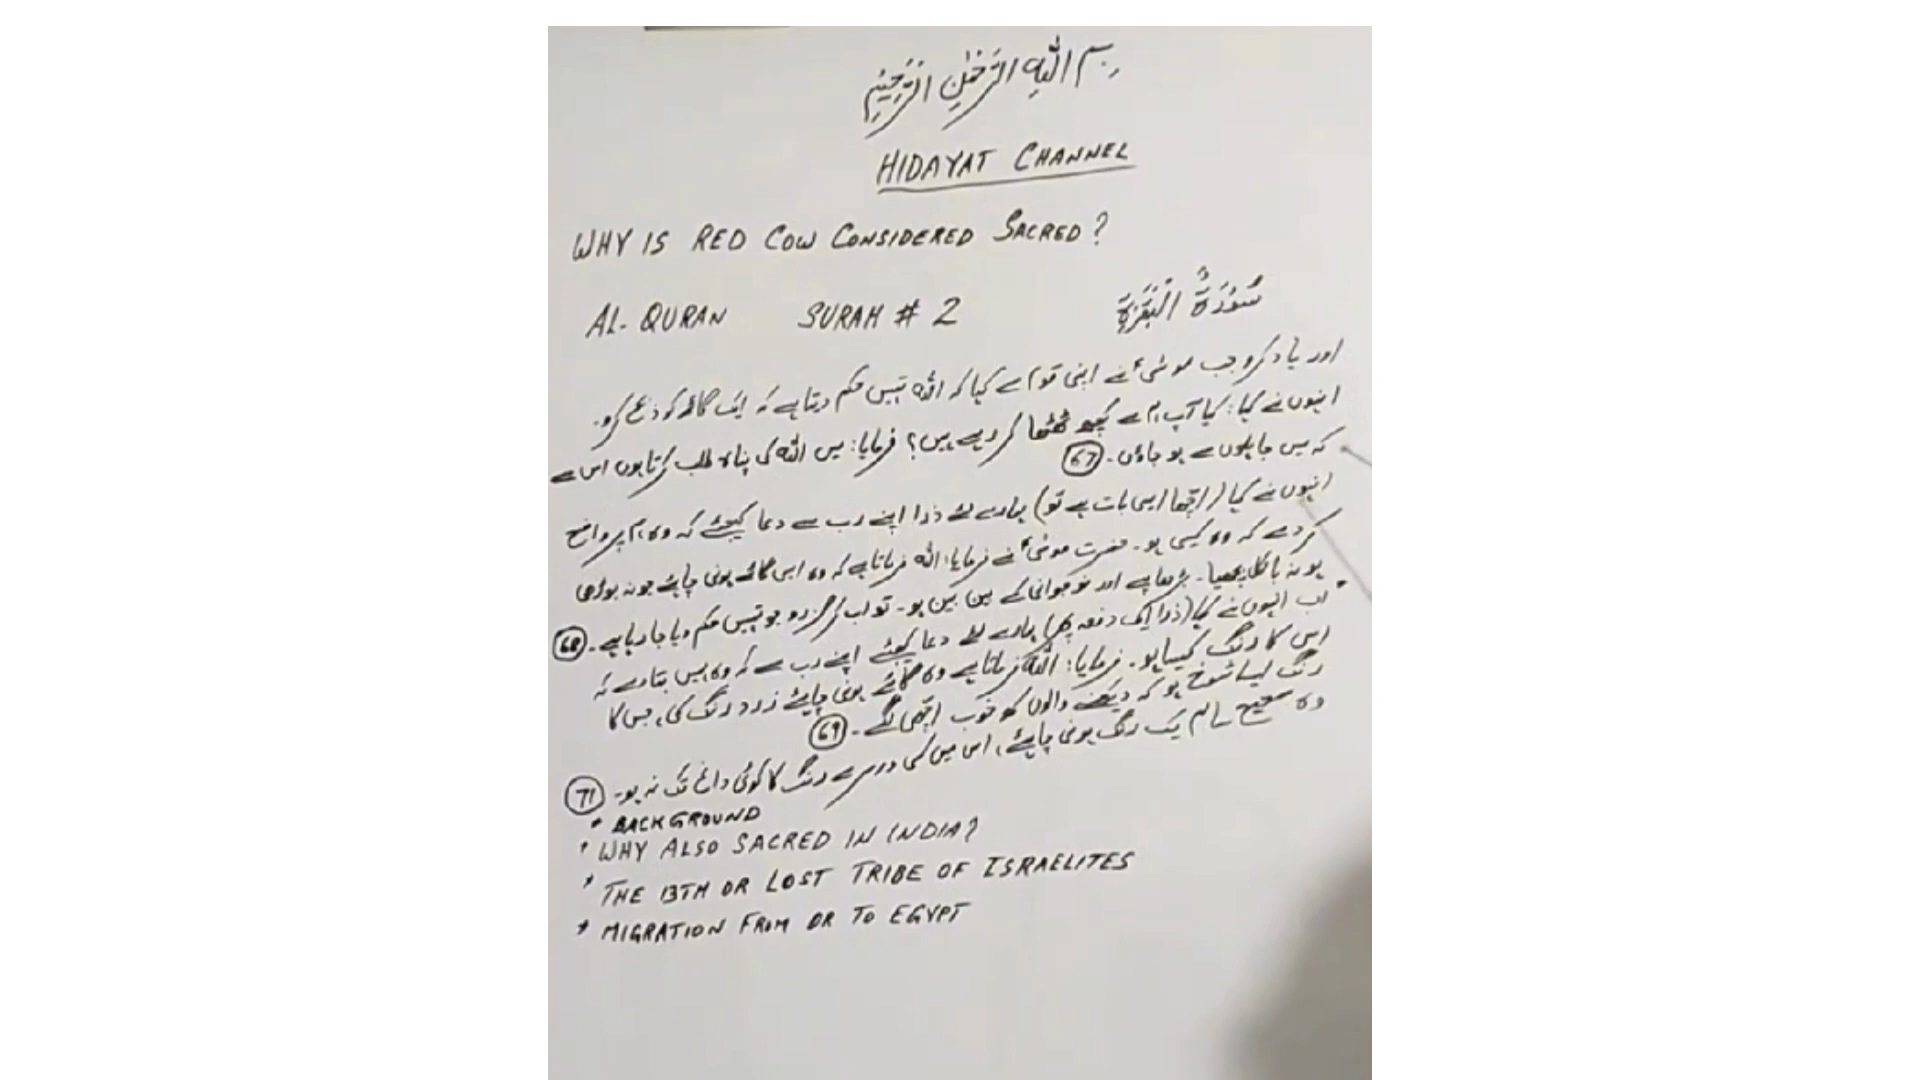 بِسمِ اللّٰہِ الرَّحمٰنِ الرَّحِیْمِ
HIDAYAT CHANNEL
WHY IS RED COW CONSIDERED SACRED?
AL-QURAN SURAH # 2 سُوْرَۃُ الْبَقَرَۃِ
اور یاد کرو جب موسٰیؑ نے اپنی قوم سے کہا کہ اللہ تمہیں حکم دیتا ہے کہ ایک گائے کو ذبح کرو۔
انہوں نے کہا: کیا آپ ہم سے کچھ ٹھٹھا کر رہے ہیں؟ فرمایا: میں اللہ کی پناہ طلب کرتا ہوں اس سے
کہ میں جاہلوں سے ہو جاؤں۔ 67
انہوں نے کہا (اچھا ایسی بات ہے تو) ہمارے لئے ذرا اپنے رب سے دعا کیجئے کہ وہ ہم پر واضح
کر دے کہ وہ کیسی ہو۔ حضرت موسٰیؑ نے فرمایا: اللہ فرماتا ہے کہ وہ ایسی گائے ہونی چاہئے جو نہ بوڑھی
ہو نہ بالکل بچھیا۔ بڑھاپے اور نوجوانی کے بین بین ہو۔ تو اب کر گزرو جو تمہیں حکم دیا جا رہا ہے۔ 68
اب انہوں نے کہا (ذرا ایک دفعہ پھر) ہمارے لئے دعا کیجئے اپنے رب سے کہ وہ ہمیں بتا دے کہ
اس کا رنگ کیسا ہو۔ فرمایا: اللہ فرماتا ہے وہ گائے ہونی چاہئے زرد رنگ کی، جس کا
رنگ ایسا شوخ ہو کہ دیکھنے والوں کو خوب اچھی لگے۔ 69
وہ صحیح سالم یک رنگ ہونی چاہئے، اس میں کسی دوسرے رنگ کا کوئی داغ تک نہ ہو۔ 71
* BACKGROUND
* WHY ALSO SACRED IN INDIA?
* THE 13TH OR LOST TRIBE OF ISRAELITES
* MIGRATION FROM OR TO EGYPT